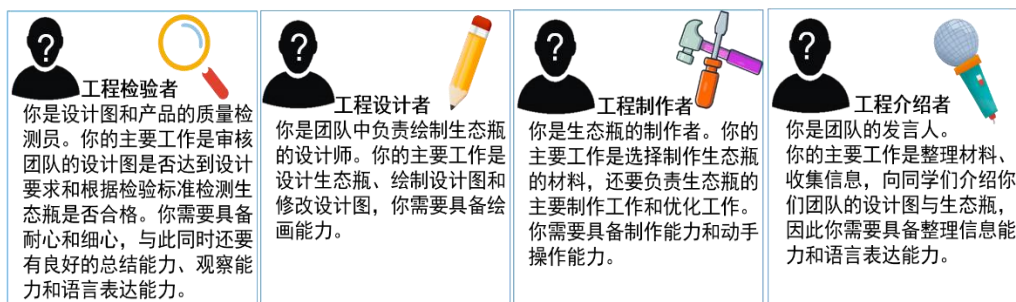 ?
工程检验者
你是设计图和产品的质量检
测员。你的主要工作是审核
团队的设计图是否达到设计
要求和根据检验标准检测生
态瓶是否合格。你需要具备
耐心和细心，与此同时还要
有良好的总结能力、观察能
力和语言表达能力。
?
工程设计者
你是团队中负责绘制生态瓶
的设计师。你的主要工作是
设计生态瓶、绘制设计图和
修改设计图，你需要具备绘
画能力。
?
工程制作者
你是生态瓶的制作者。你的
主要工作是选择制作生态瓶
的材料，还要负责生态瓶的
主要制作工作和优化工作。
你需要具备制作能力和动手
操作能力。
?
工程介绍者
你是团队的发言人。
你的主要工作是整理材料、
收集信息，向同学们介绍你
们团队的设计图与生态瓶，
因此你需要具备整理信息能
力和语言表达能力。